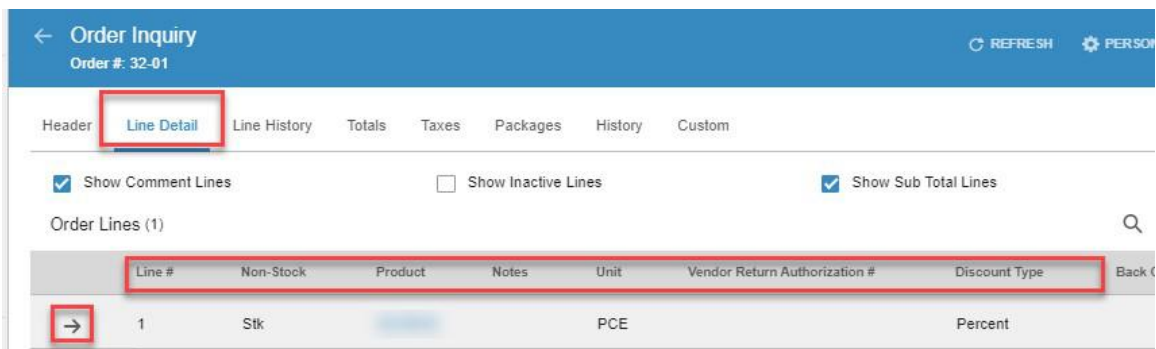 Order Inquiry
Order #: 32-01
REFRESH PERSON
Header Line Detail Line History Totals Taxes Packages History Custom
Show Comment Lines Show Inactive Lines Show Sub Total Lines
Order Lines (1)
Line # Non-Stock Product Notes Unit Vendor Return Authorization # Discount Type Back
1 Stk PCE Percent